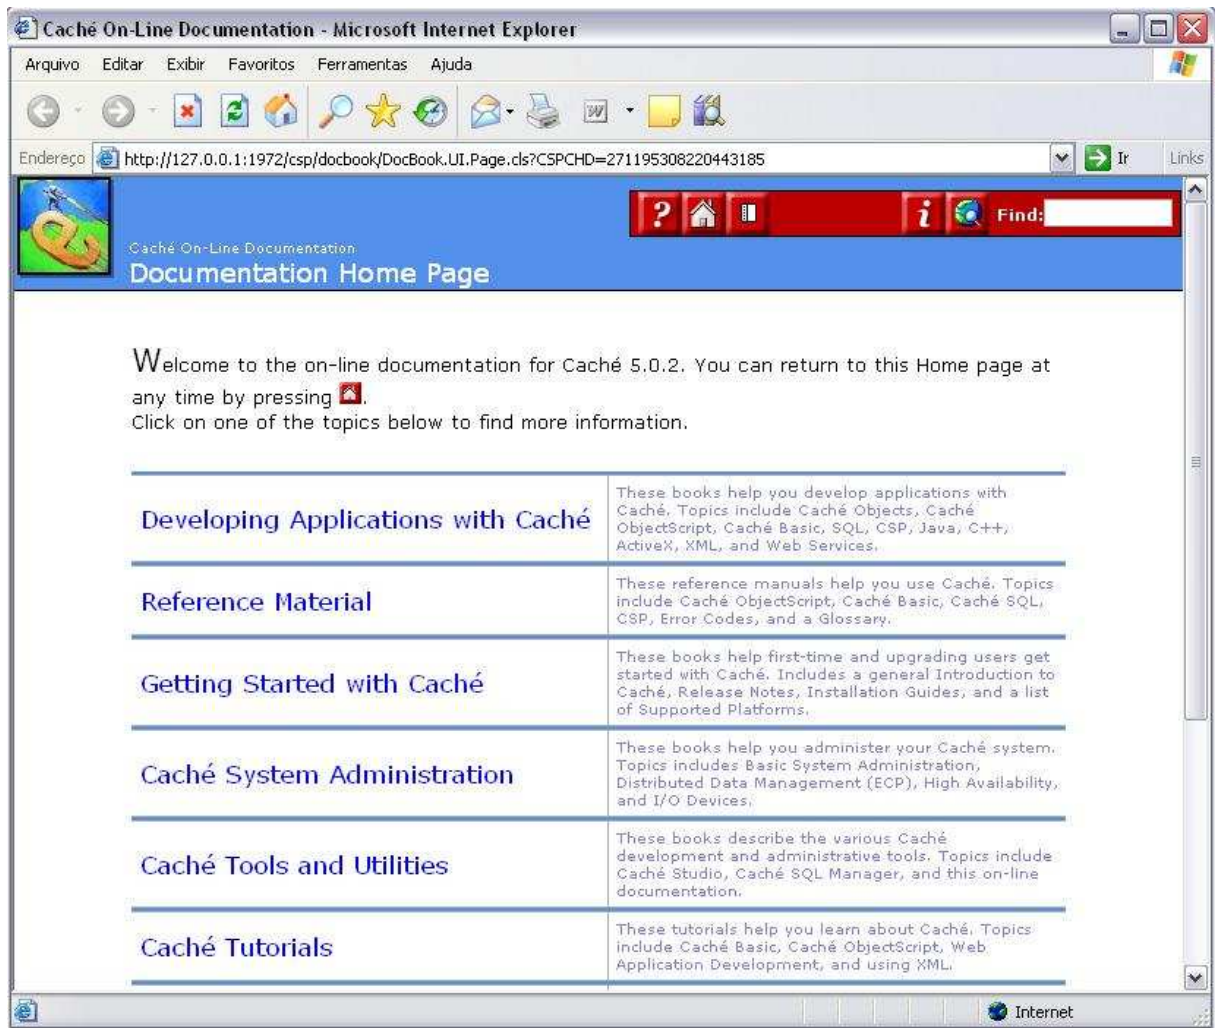 Caché On-Line Documentation - Microsoft Internet Explorer
Arquivo Editar Exibir Favoritos Ferramentas Ajuda
Endereço http://127.0.0.1:1972/csp/docbook/DocBook.UI.Page.cls?CSPCHD=271195308220443185 Ir Links
? i Find:
Caché On-Line Documentation
Documentation Home Page
Welcome to the on-line documentation for Caché 5.0.2. You can return to this Home page at
any time by pressing .
Click on one of the topics below to find more information.
Developing Applications with Caché
These books help you develop applications with
Caché. Topics include Caché Objects, Caché
ObjectScript, Caché Basic, SQL, CSP, Java, C++,
ActiveX, XML, and Web Services.
Reference Material
These reference manuals help you use Caché. Topics
include Caché ObjectScript, Caché Basic, Caché SQL,
CSP, Error Codes, and a Glossary.
Getting Started with Caché
These books help first-time and upgrading users get
started with Caché. Includes a general Introduction to
Caché, Release Notes, Installation Guides, and a list
of Supported Platforms.
Caché System Administration
These books help you administer your Caché system.
Topics includes Basic System Administration,
Distributed Data Management (ECP), High Availability,
and I/O Devices.
Caché Tools and Utilities
These books describe the various Caché
development and administrative tools. Topics include
Caché Studio, Caché SQL Manager, and this on-line
documentation.
Caché Tutorials
These tutorials help you learn about Caché. Topics
include Caché Basic, Caché ObjectScript, Web
Application Development, and using XML.
Internet